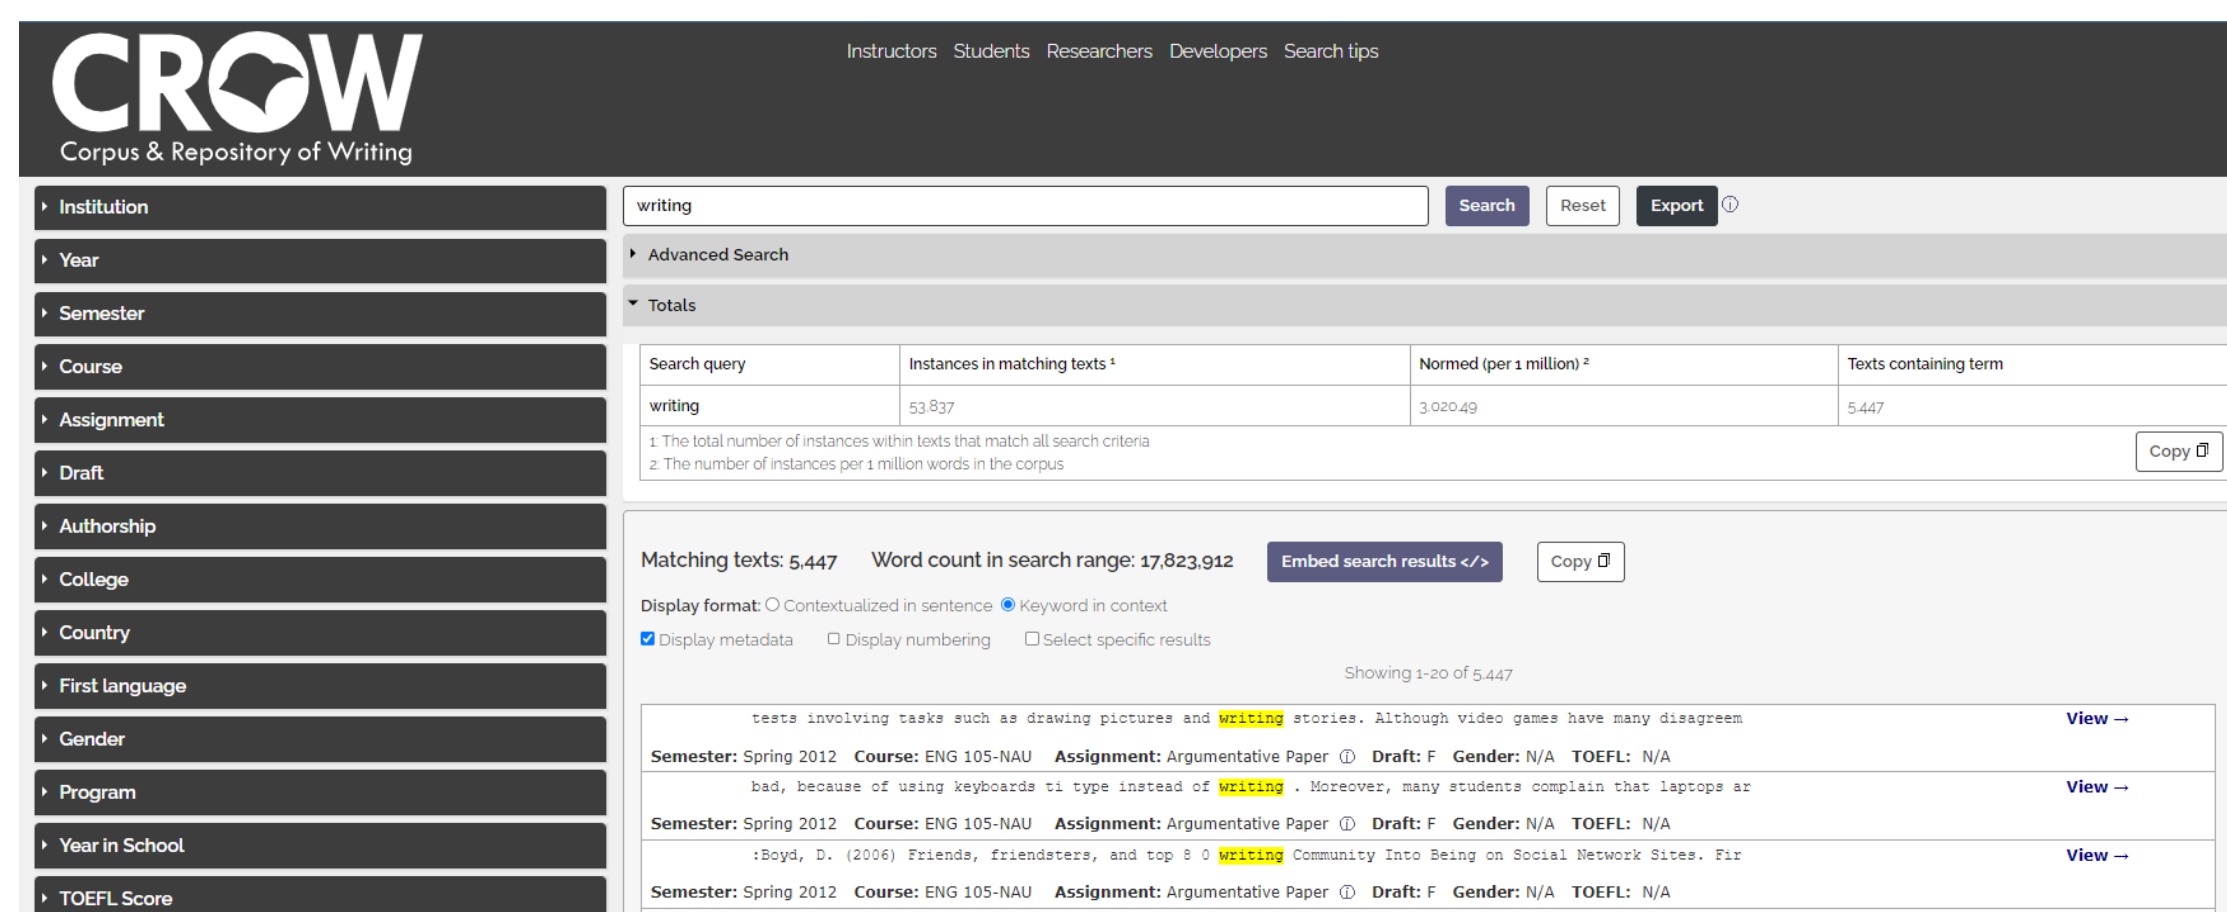 CROW
Corpus & Repository of Writing
Instructors Students Researchers Developers Search tips
Institution
Year
Semester
Course
Assignment
Draft
Authorship
College
Country
First language
Gender
Program
Year in School
TOEFL Score
writing Search Reset Export ⓘ
Advanced Search
Totals
Search query Instances in matching texts ¹ Normed (per 1 million) ² Texts containing term
writing 53,837 3,020.49 5,447
1: The total number of instances within texts that match all search criteria
2: The number of instances per 1 million words in the corpus
Copy
Matching texts: 5,447 Word count in search range: 17,823,912 Embed search results </> Copy
Display format: Contextualized in sentence Keyword in context
Display metadata Display numbering Select specific results
Showing 1-20 of 5,447
tests involving tasks such as drawing pictures and writing stories. Although video games have many disagreem View →
Semester: Spring 2012 Course: ENG 105-NAU Assignment: Argumentative Paper ⓘ Draft: F Gender: N/A TOEFL: N/A
bad, because of using keyboards ti type instead of writing . Moreover, many students complain that laptops ar View →
Semester: Spring 2012 Course: ENG 105-NAU Assignment: Argumentative Paper ⓘ Draft: F Gender: N/A TOEFL: N/A
:Boyd, D. (2006) Friends, friendsters, and top 8 0 writing Community Into Being on Social Network Sites. Fir View →
Semester: Spring 2012 Course: ENG 105-NAU Assignment: Argumentative Paper ⓘ Draft: F Gender: N/A TOEFL: N/A